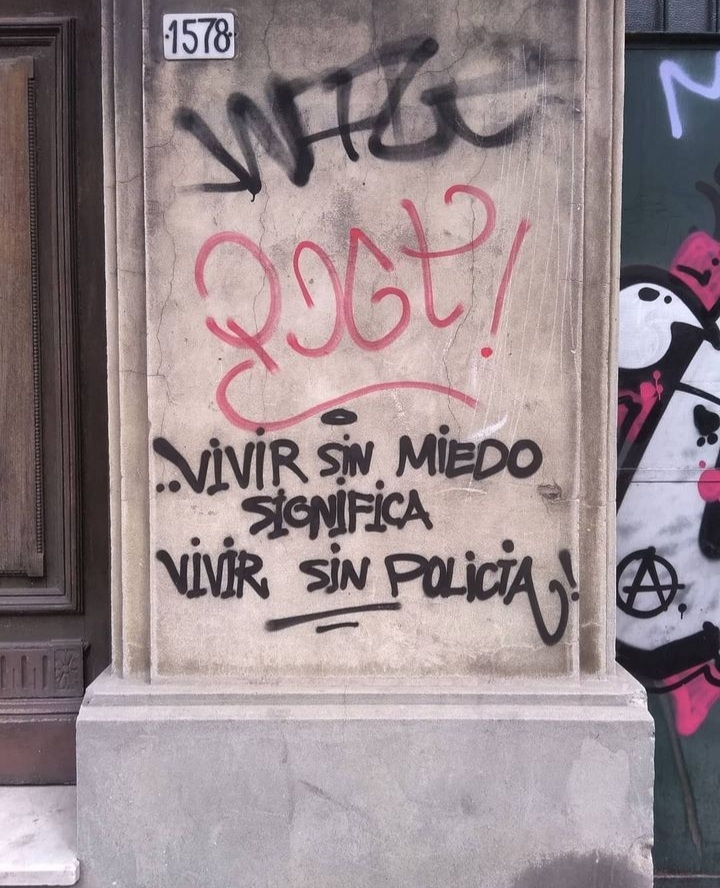 1578
..VIVIR SIN MIEDO
SIGNIFICA
VIVIR SIN POLICIA!